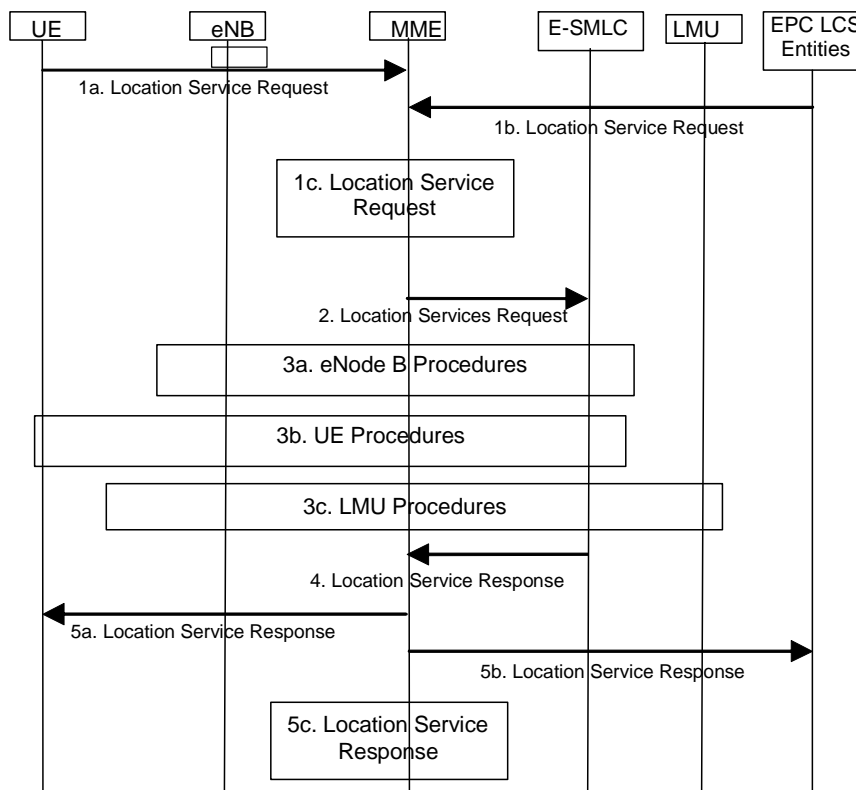 UE
eNB
MME
E-SMLC
LMU
EPC LCS
Entities
1a. Location Service Request
1b. Location Service Request
1c. Location Service
Request
2. Location Services Request
3a. eNode B Procedures
3b. UE Procedures
3c. LMU Procedures
4. Location Service Response
5a. Location Service Response
5b. Location Service Response
5c. Location Service
Response